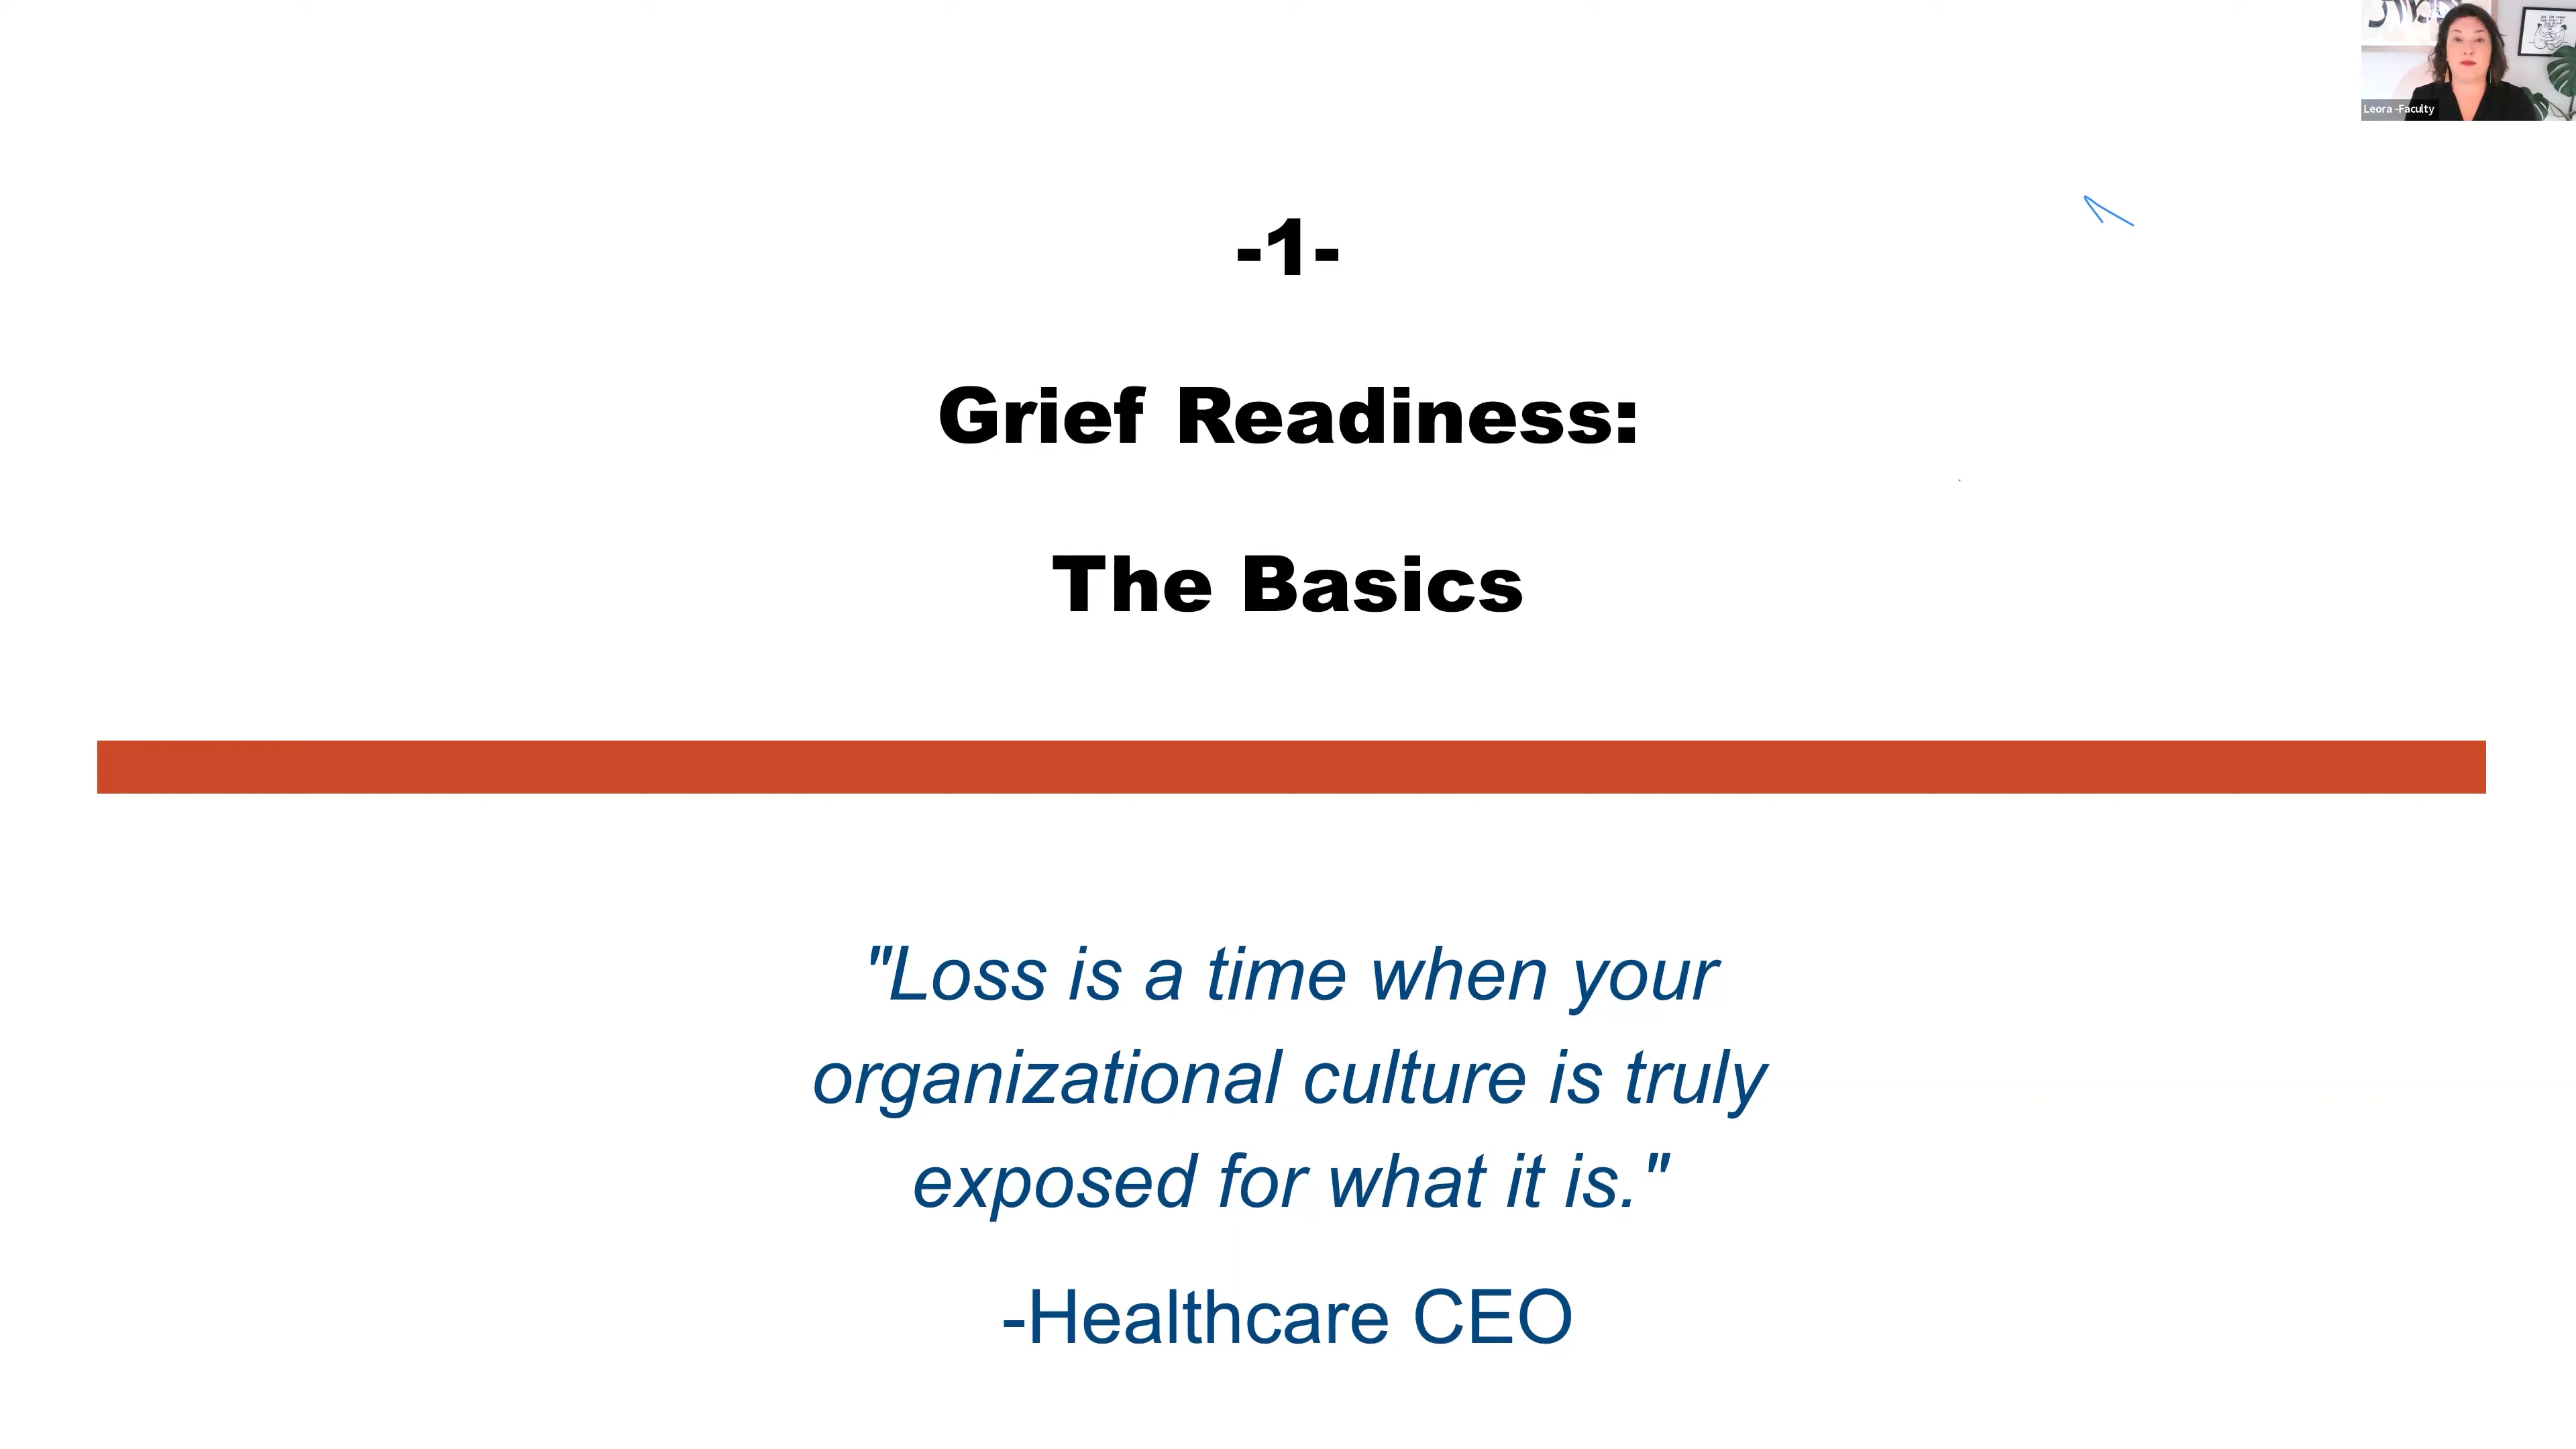 Leora -Faculty
-1-
Grief Readiness:
The Basics
"Loss is a time when your
organizational culture is truly
exposed for what it is."
-Healthcare CEO